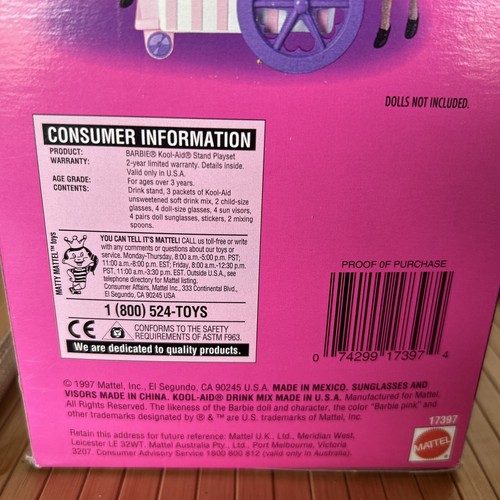 DOLLS NOT INCLUDED.
CONSUMER INFORMATION
PRODUCT: BARBIE® Kool-Aid® Stand Playset
WARRANTY: 2-year limited warranty. Details inside.
Valid only in U.S.A.
AGE GRADE: For ages over 3 years.
CONTENTS: Drink stand, 3 packets of Kool-Aid
unsweetened soft drink mix, 2 child-size
glasses, 4 doll-size glasses, 4 sun visors,
4 pairs doll sunglasses, stickers, 2 mixing
spoons.
MATTY MATTEL™ toys
YOU CAN TELL IT'S MATTEL! CALL US toll-free or write
with any comments or questions about our toys or
service. Monday-Thursday, 8:00 a.m.-5:00 p.m. PST;
11:00 a.m.-8:00 p.m. EST; Friday, 8:00 a.m.-12:30 p.m.
PST, 11:00 a.m.-3:30 p.m. EST. Outside U.S.A., see
telephone directory for Mattel listing.
Consumer Affairs, Mattel Inc., 333 Continental Blvd.,
El Segundo, CA 90245 USA
1 (800) 524-TOYS
CE CONFORMS TO THE SAFETY
REQUIREMENTS OF ASTM F963.
We are dedicated to quality products.
PROOF OF PURCHASE
0 74299 17397 4
© 1997 Mattel, Inc., El Segundo, CA 90245 U.S.A. MADE IN MEXICO. SUNGLASSES AND
VISORS MADE IN CHINA. KOOL-AID® DRINK MIX MADE IN U.S.A. Manufactured for Mattel.
All Rights Reserved. The likeness of the Barbie doll and character, the color "Barbie pink" and
other trademarks designated by ® & ™ are U.S. trademarks of Mattel, Inc.
17397
Retain this address for future reference: Mattel U.K., Ltd., Meridian West,
Leicester LE 32WT. Mattel Australia Pty., Ltd., Port Melbourne, Victoria
3207. Consumer Advisory Service 1800 800 812 (valid only in Australia).
MATTEL